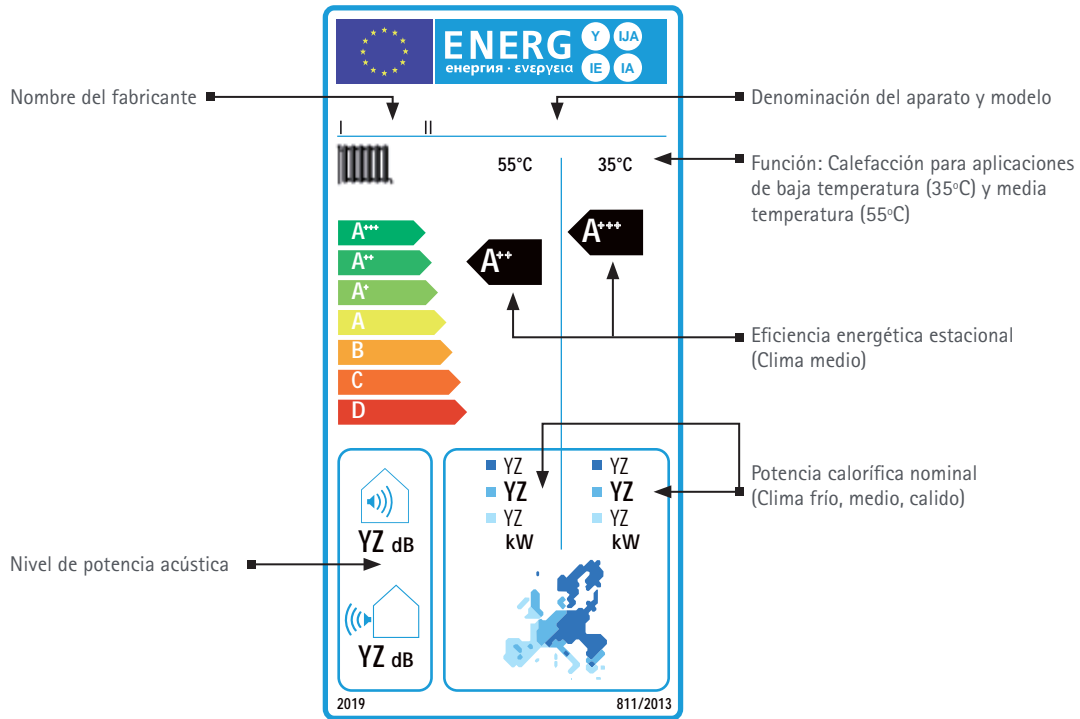 ENERG
енергия · ενεργεια
Y IJA
IE IA
Nombre del fabricante
Denominación del aparato y modelo
I II
55°C 35°C
Función: Calefacción para aplicaciones
de baja temperatura (35ºC) y media
temperatura (55ºC)
A+++
A++
A+
A
B
C
D
A++
A+++
Eficiencia energética estacional
(Clima medio)
YZ YZ
YZ YZ
YZ YZ
kW kW
Potencia calorífica nominal
(Clima frío, medio, calido)
YZ dB
Nivel de potencia acústica
YZ dB
2019 811/2013